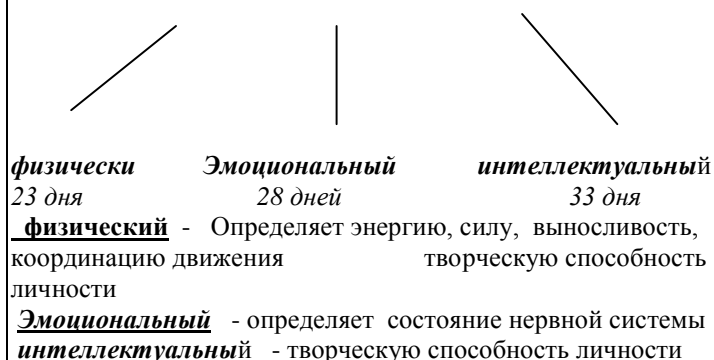 физически Эмоциональный интеллектуальный
23 дня 28 дней 33 дня
физический - Определяет энергию, силу, выносливость,
координацию движения творческую способность
личности
Эмоциональный - определяет состояние нервной системы
интеллектуальный - творческую способность личности